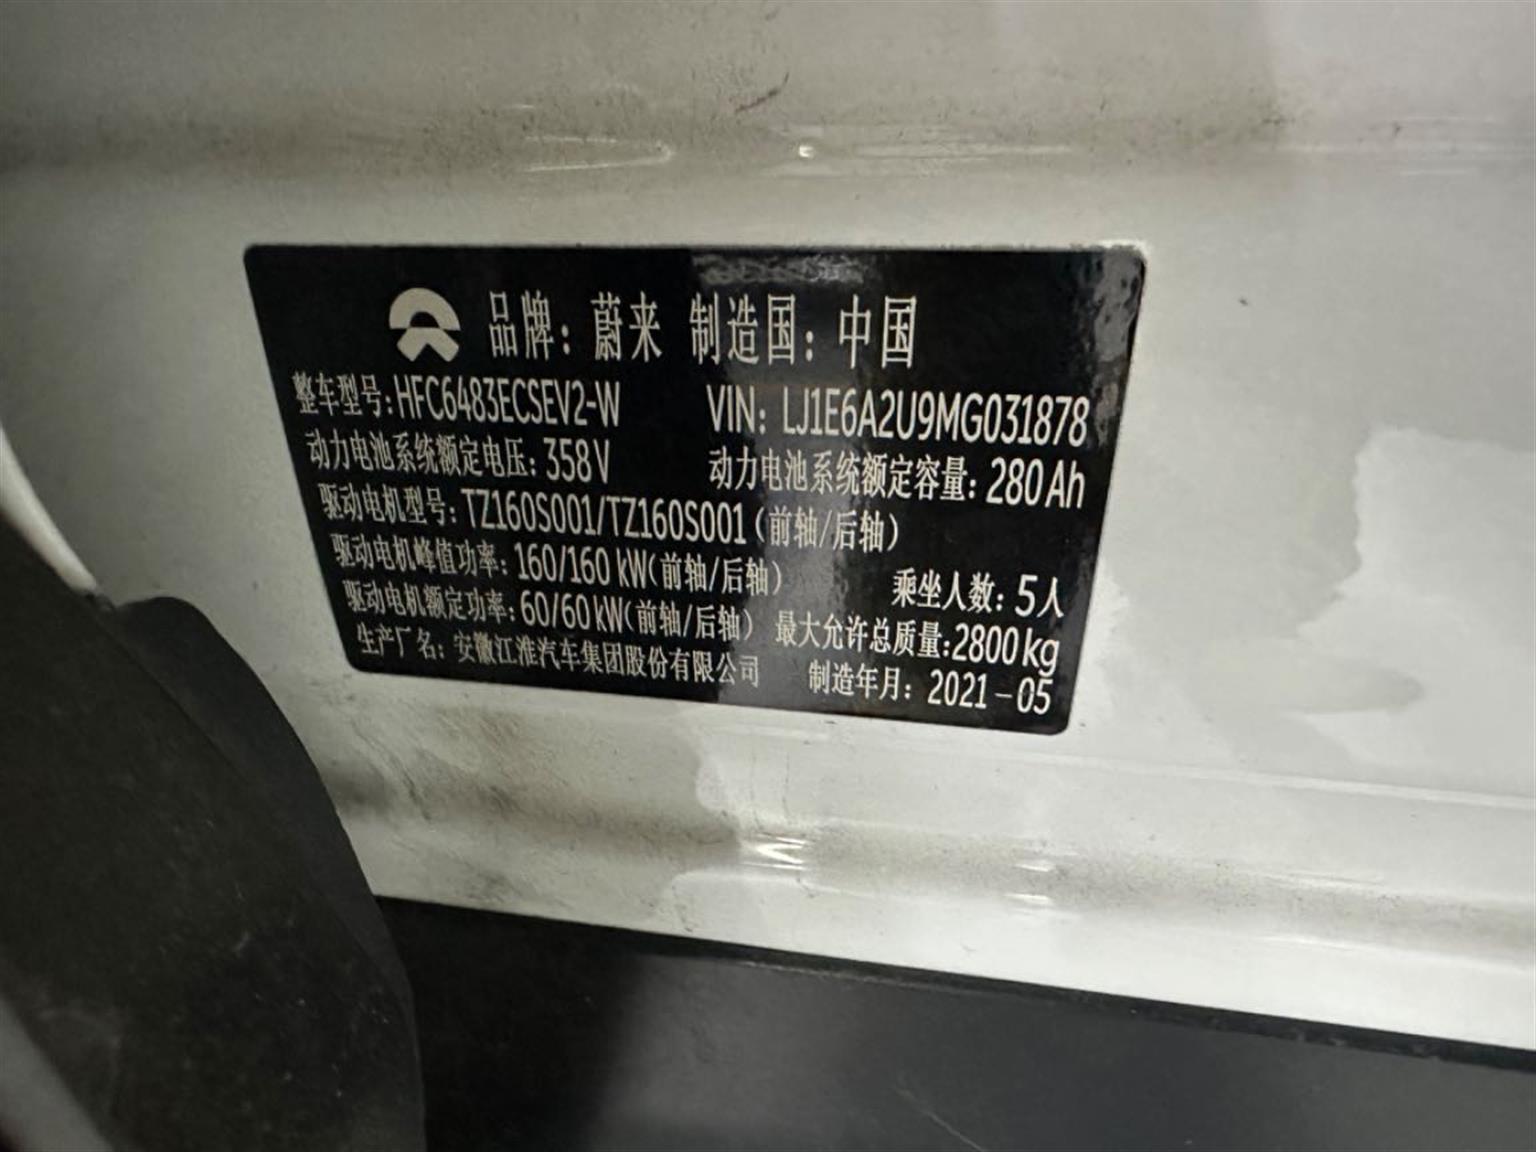 品牌：蔚来 制造国：中国
整车型号：HFC6483ECSEV2-W VIN：LJ1E6A2U9MG031878
动力电池系统额定电压：358V 动力电池系统额定容量：280Ah
驱动电机型号：TZ160S001/TZ160S001（前轴/后轴）
驱动电机峰值功率：160/160 kW（前轴/后轴） 乘坐人数：5人
驱动电机额定功率：60/60kW（前轴/后轴） 最大允许总质量：2800kg
生产厂名：安徽江淮汽车集团股份有限公司 制造年月：2021-05